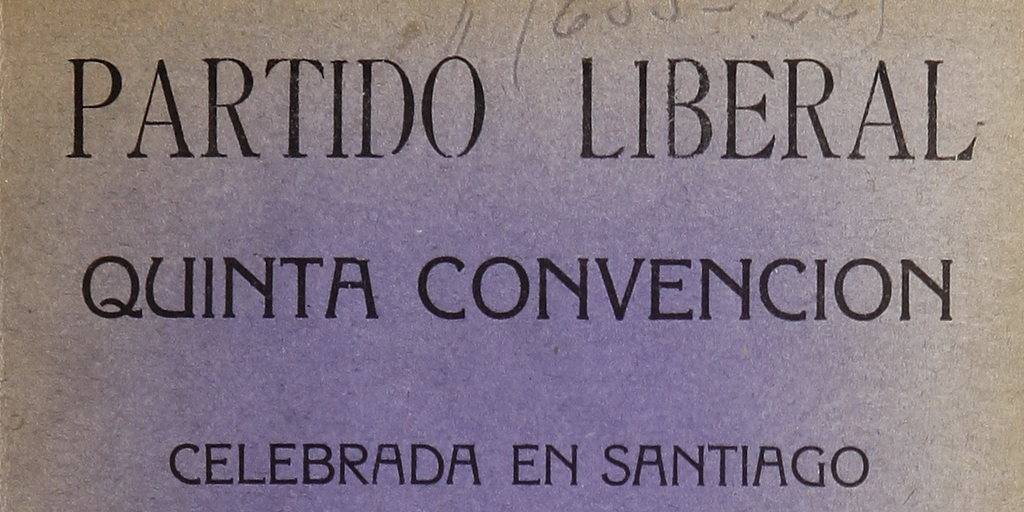 PARTIDO LIBERAL
QUINTA CONVENCION
CELEBRADA EN SANTIAGO